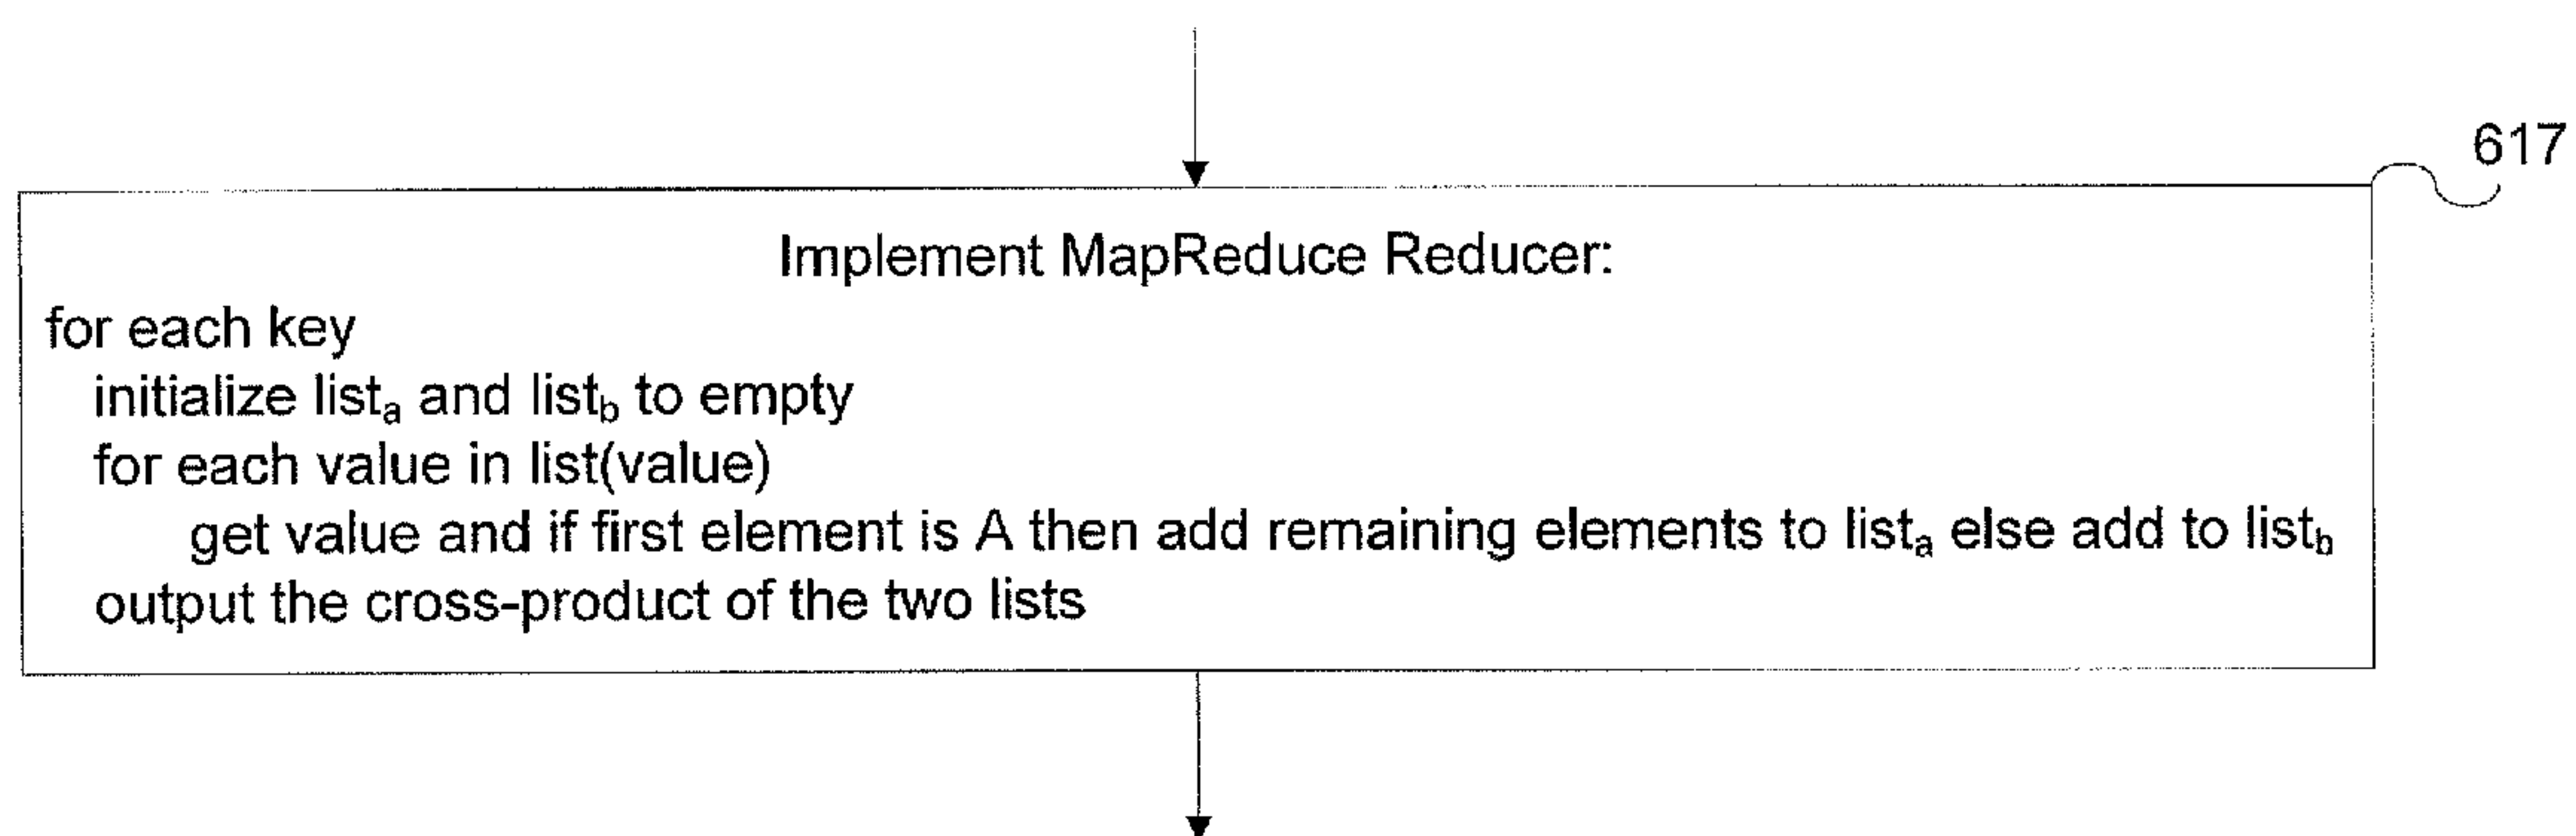 617
Implement MapReduce Reducer:
for each key
initialize listₐ and list_b to empty
for each value in list(value)
get value and if first element is A then add remaining elements to listₐ else add to list_b
output the cross-product of the two lists